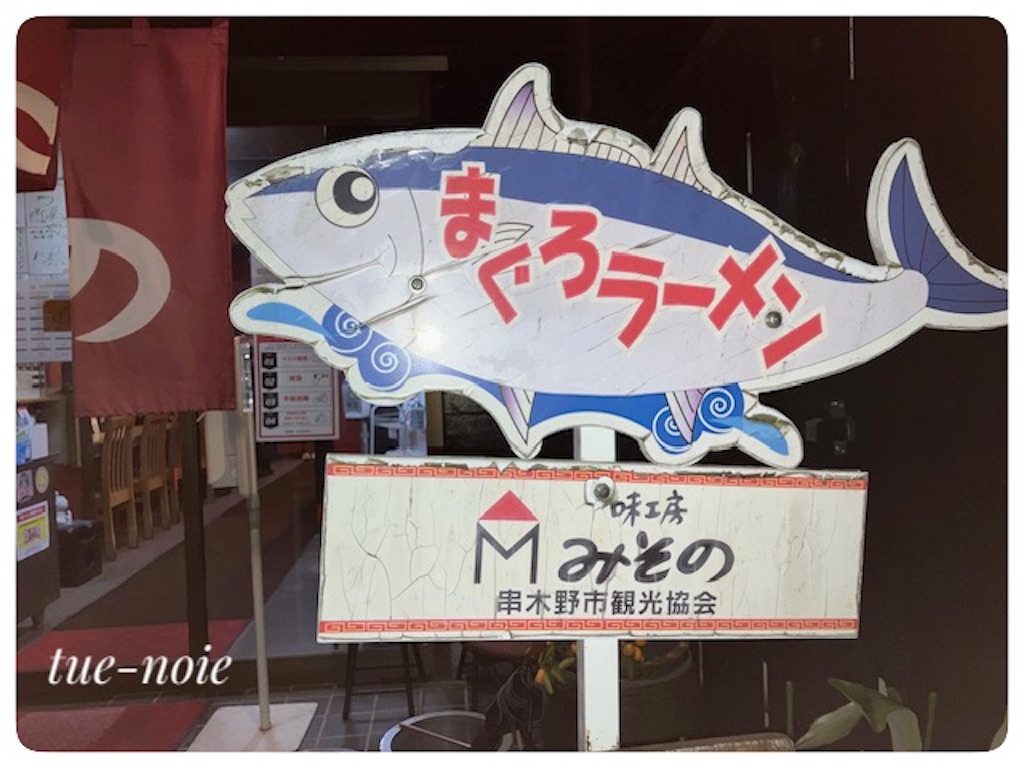 まぐろラーメン
味工房
M みその
串木野市観光協会
の
tue-noie